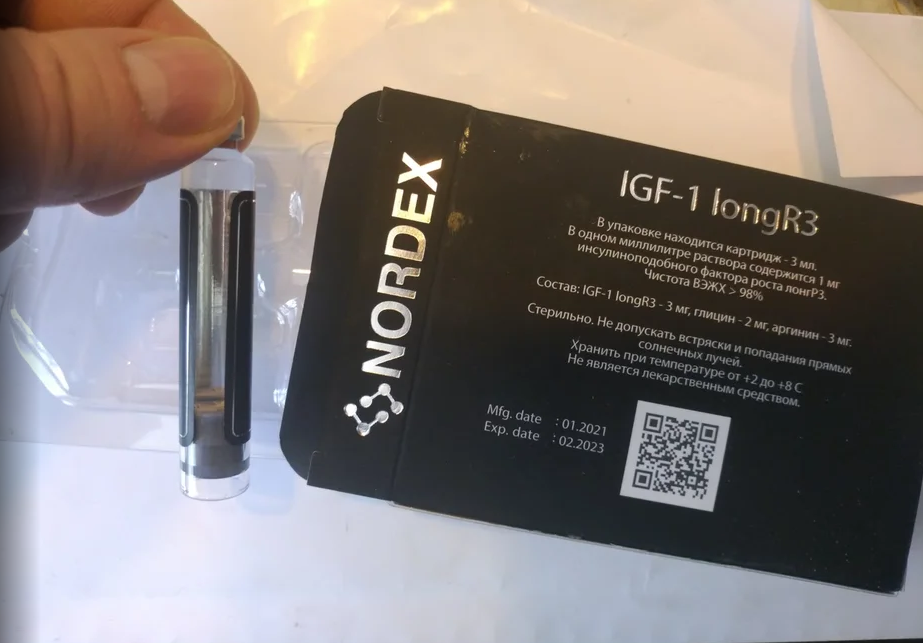 NORDEX
IGF-1 longR3
В упаковке находится картридж - 3 мл.
В одном миллилитре раствора содержится 1 мг
инсулиноподобного фактора роста лонгР3.
Чистота ВЭЖХ > 98%
Состав: IGF-1 longR3 - 3 мг, глицин - 2 мг, аргинин - 3 мг.
Стерильно. Не допускать встряски и попадания прямых
солнечных лучей.
Хранить при температуре от +2 до +8 С
Не является лекарственным средством.
Mfg. date : 01.2021
Exp. date : 02.2023